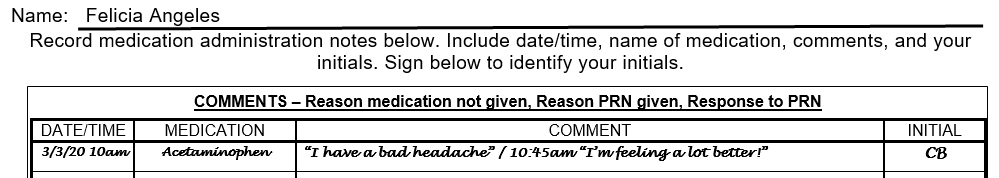 Name: Felicia Angeles
Record medication administration notes below. Include date/time, name of medication, comments, and your
initials. Sign below to identify your initials.
COMMENTS – Reason medication not given, Reason PRN given, Response to PRN
DATE/TIME MEDICATION COMMENT INITIAL
3/3/20 10am Acetaminophen "I have a bad headache" / 10:45am "I'm feeling a lot better!" CB